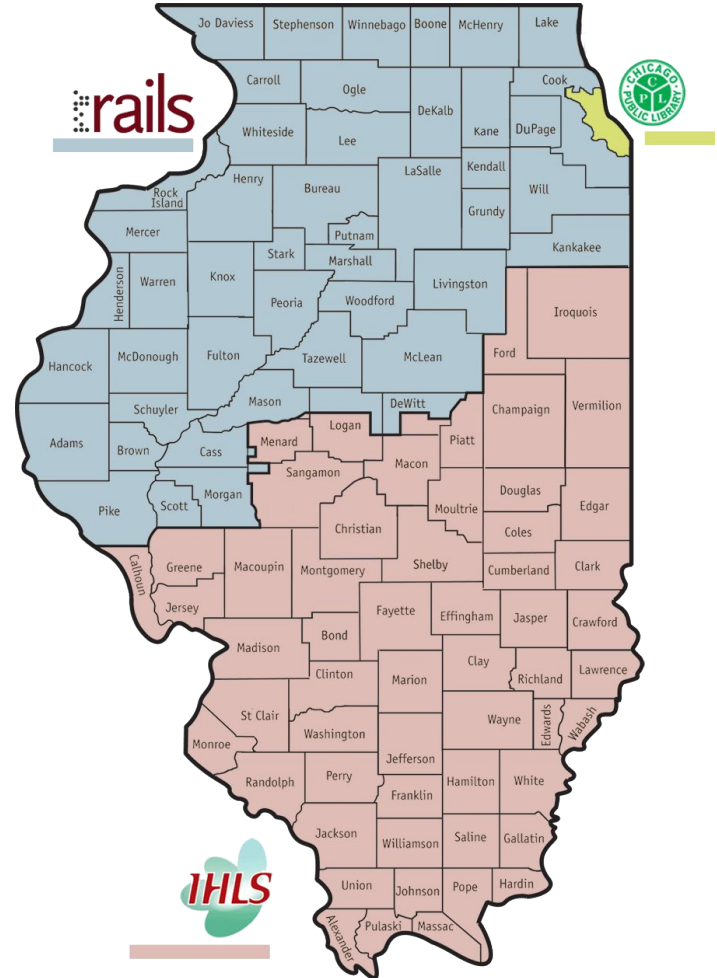 Jo Daviess
Stephenson
Winnebago
Boone
McHenry
Lake
Carroll
Ogle
DeKalb
Kane
Cook
DuPage
CHICAGO
CPL
PUBLIC LIBRARY
rails
Whiteside
Lee
LaSalle
Kendall
Will
Rock
Island
Henry
Bureau
Grundy
Mercer
Putnam
Kankakee
Stark
Marshall
Henderson
Warren
Knox
Peoria
Woodford
Livingston
Iroquois
Hancock
McDonough
Fulton
Tazewell
McLean
Ford
Schuyler
Mason
DeWitt
Champaign
Vermilion
Adams
Brown
Cass
Menard
Logan
Piatt
Macon
Sangamon
Pike
Scott
Morgan
Moultrie
Douglas
Edgar
Christian
Coles
Calhoun
Greene
Macoupin
Montgomery
Shelby
Cumberland
Clark
Jersey
Fayette
Effingham
Jasper
Crawford
Madison
Bond
Clinton
Marion
Clay
Richland
Lawrence
St Clair
Washington
Wayne
Edwards
Wabash
Monroe
Jefferson
Randolph
Perry
Franklin
Hamilton
White
Jackson
Williamson
Saline
Gallatin
IHLS
Union
Johnson
Pope
Hardin
Alexander
Pulaski
Massac